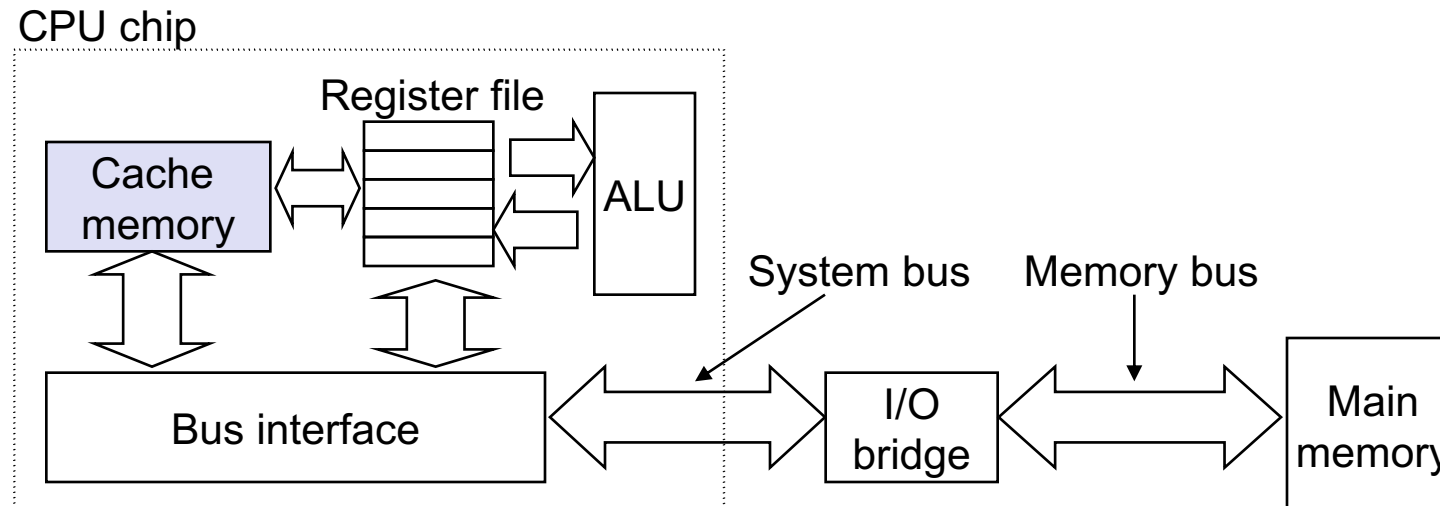 CPU chip
Register file
Cache
memory
ALU
System bus
Memory bus
Bus interface
I/O
bridge
Main
memory